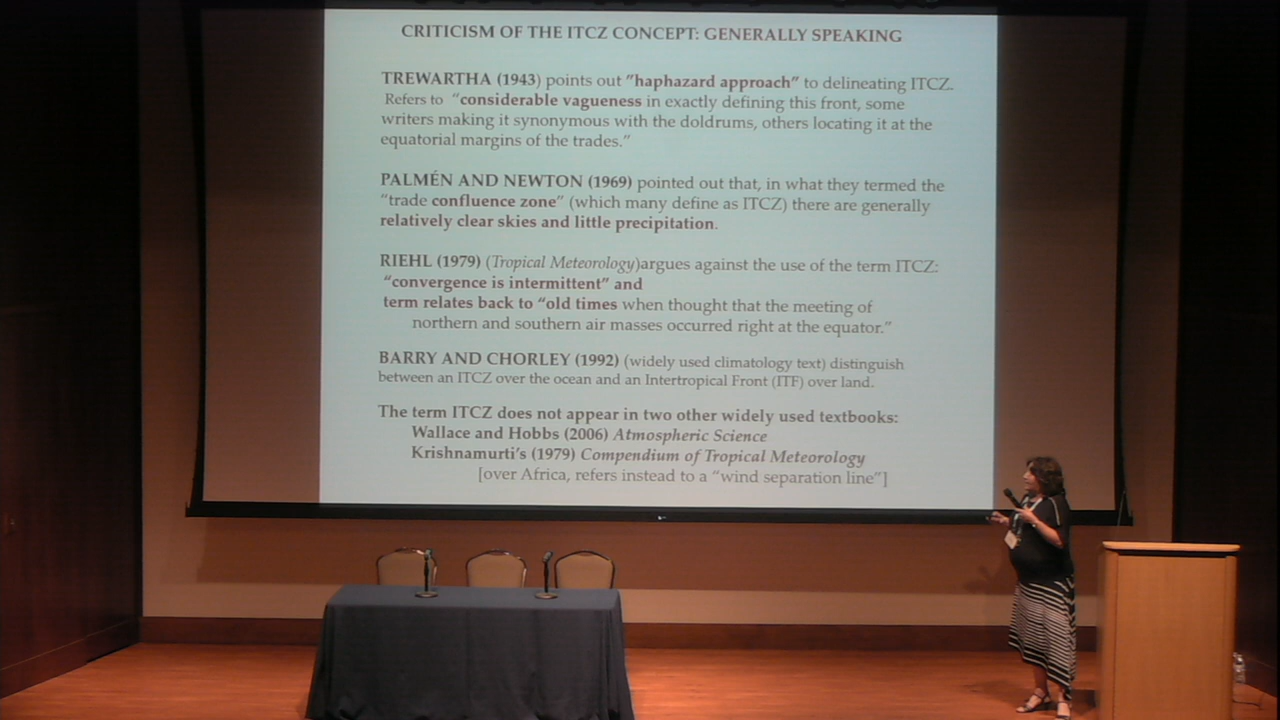 CRITICISM OF THE ITCZ CONCEPT: GENERALLY SPEAKING
TREWARTHA (1943) points out "haphazard approach" to delineating ITCZ.
Refers to "considerable vagueness in exactly defining this front, some
writers making it synonymous with the doldrums, others locating it at the
equatorial margins of the trades."
PALMÉN AND NEWTON (1969) pointed out that, in what they termed the
"trade confluence zone" (which many define as ITCZ) there are generally
relatively clear skies and little precipitation.
RIEHL (1979) (Tropical Meteorology)argues against the use of the term ITCZ:
"convergence is intermittent" and
term relates back to "old times when thought that the meeting of
northern and southern air masses occurred right at the equator."
BARRY AND CHORLEY (1992) (widely used climatology text) distinguish
between an ITCZ over the ocean and an Intertropical Front (ITF) over land.
The term ITCZ does not appear in two other widely used textbooks:
Wallace and Hobbs (2006) Atmospheric Science
Krishnamurti's (1979) Compendium of Tropical Meteorology
[over Africa, refers instead to a "wind separation line"]